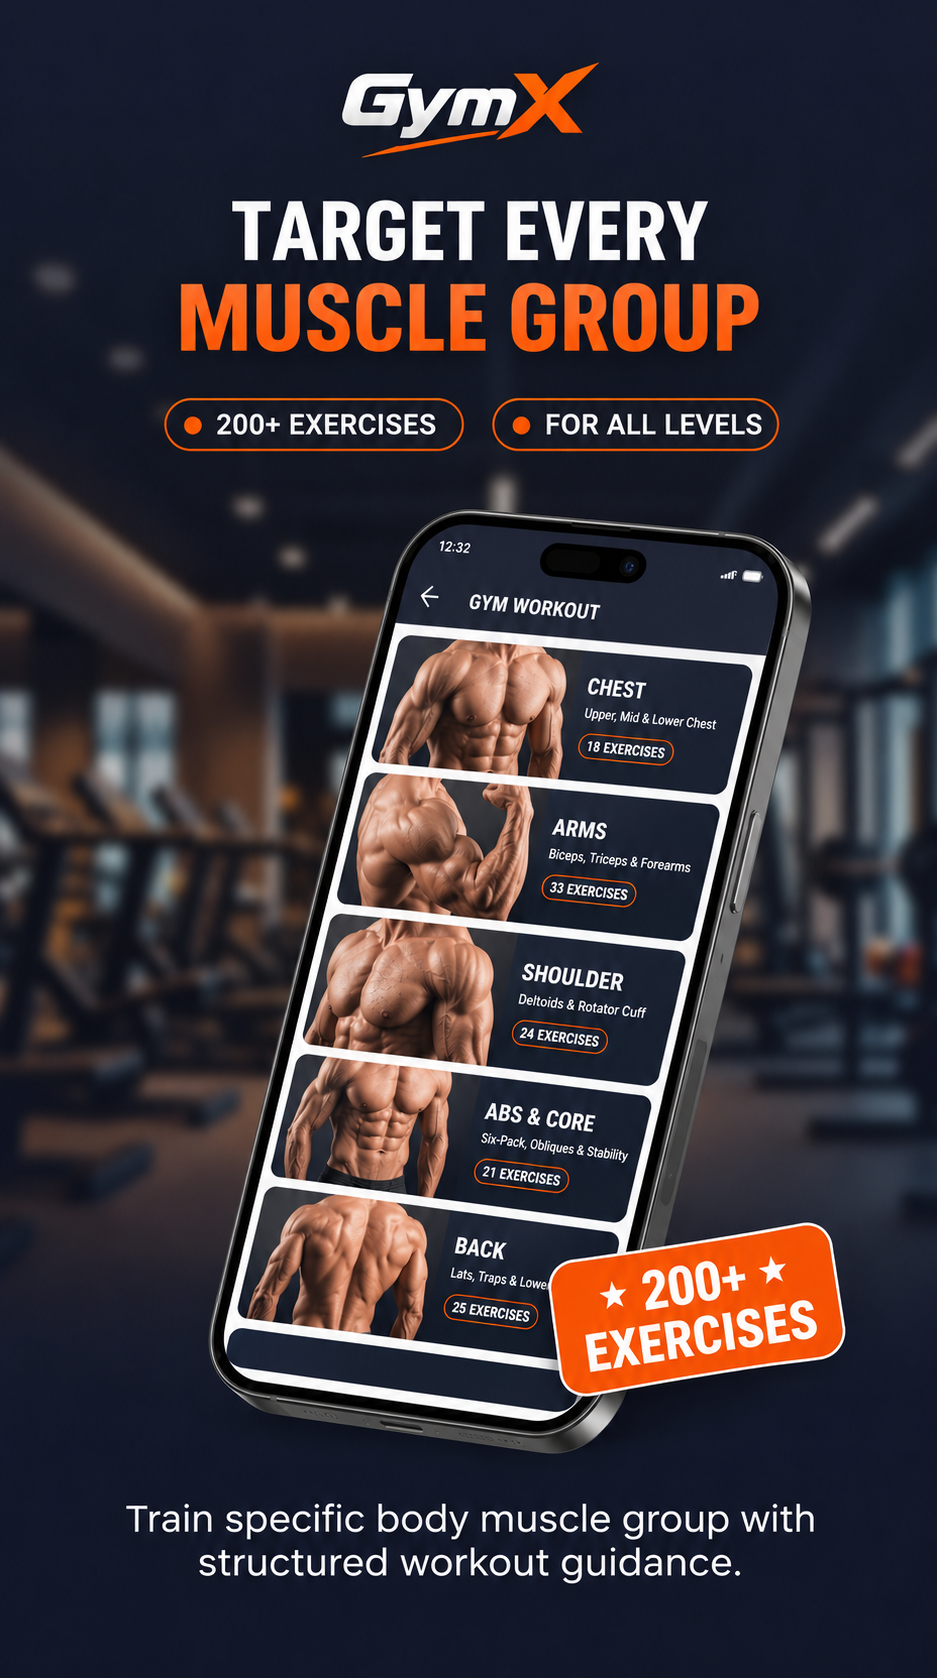 GymX
TARGET EVERY
MUSCLE GROUP
200+ EXERCISES
FOR ALL LEVELS
12:32
GYM WORKOUT
CHEST
Upper, Mid & Lower Chest
18 EXERCISES
ARMS
Biceps, Triceps & Forearms
33 EXERCISES
SHOULDER
Deltoids & Rotator Cuff
24 EXERCISES
ABS & CORE
Six-Pack, Obliques & Stability
21 EXERCISES
BACK
Lats, Traps & Lower
25 EXERCISES
200+
EXERCISES
Train specific body muscle group with
structured workout guidance.